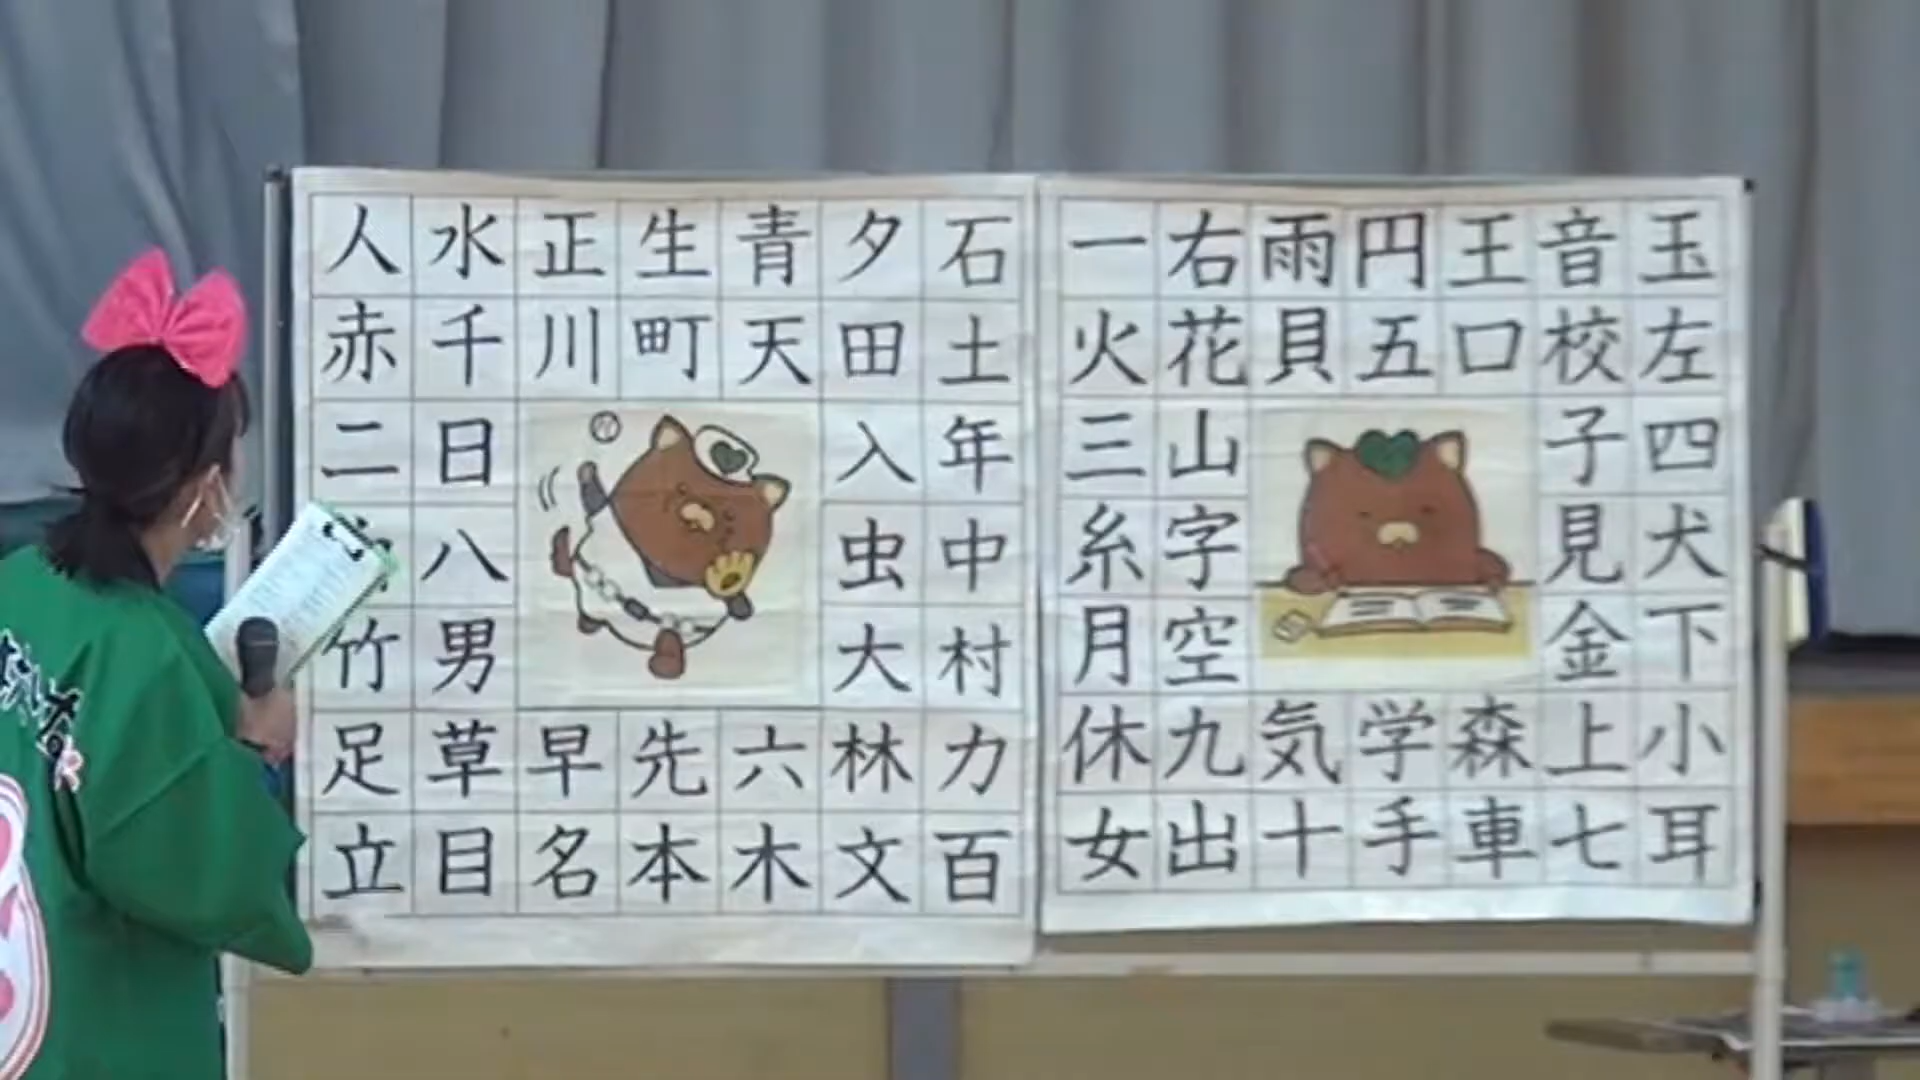 人水正生青夕石
赤千川町天田土
二日入年
八虫中
竹男大村
足草早先六林力
立目名本木文百
一右雨円王音玉
火花貝五口校左
三山子四
糸字見犬
月空金下
休九気学森上小
女出十手車七耳